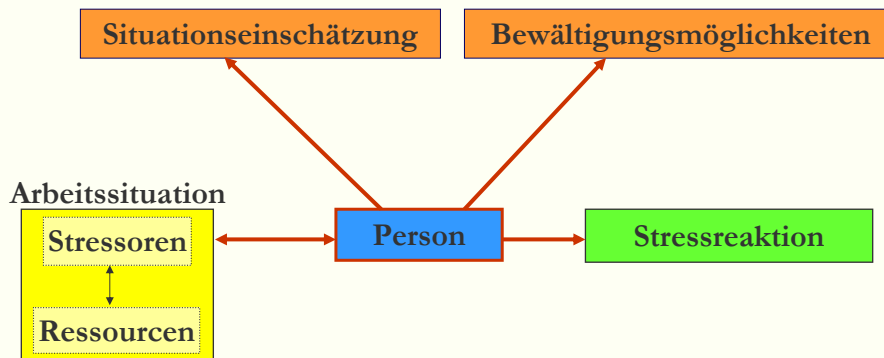 Situationseinschätzung
Bewältigungsmöglichkeiten
Arbeitssituation
Stressoren
Ressourcen
Person
Stressreaktion